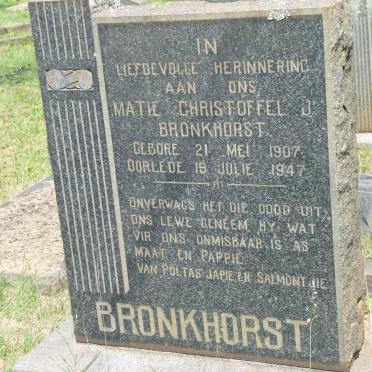 IN
LIEFDEVOLLE HERINNERING
AAN ONS
MATIE CHRISTOFFEL J
BRONKHORST
GEBORE 21 MEI 1907
OORLEDE 19 JULIE 1947
ONVERWAGS HET DIE DOOD UIT
ONS LEWE GENEEM HY WAT
VIR ONS ONMISBAAR IS AS
MAAT EN PAPPIE
VAN POLTAS JAPIE EN SALMONTJIE
BRONKHORST